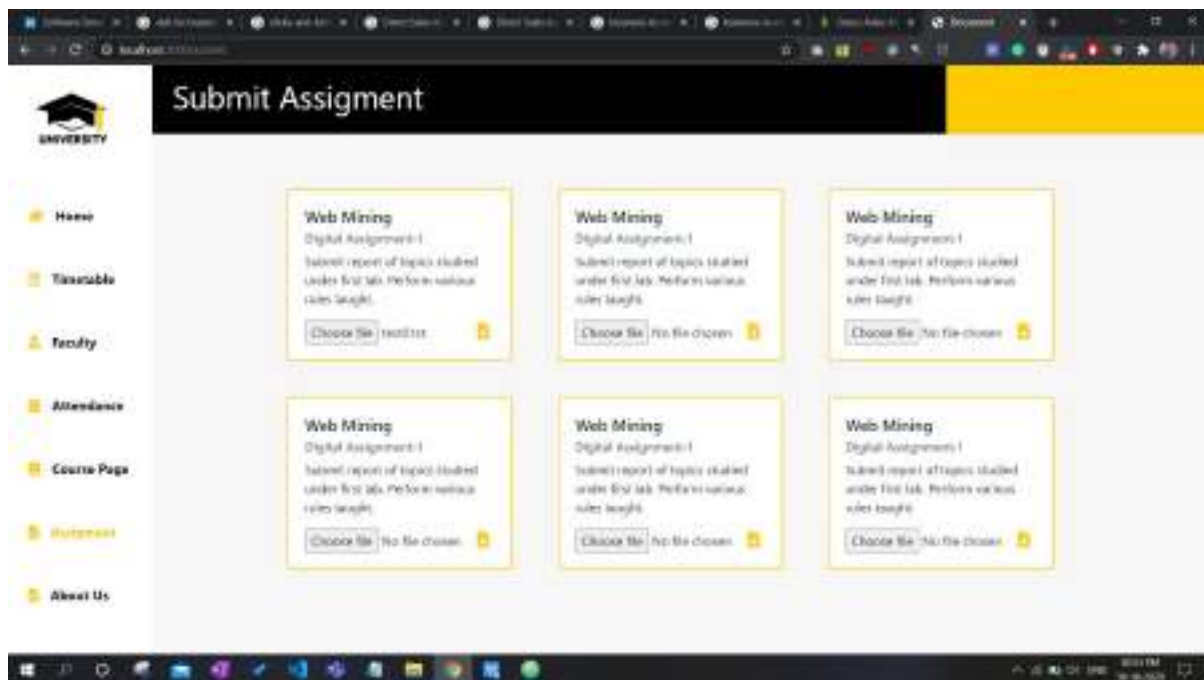 localhost
Submit Assigment
UNIVERSITY
Home
Timetable
Faculty
Attendance
Course Page
About Us
Web Mining
Digital Assignment-1
Submit report of topics studied
under first lab. Perform various
rules taught.
Choose file
Web Mining
Digital Assignment-1
Submit report of topics studied
under first lab. Perform various
rules taught.
Choose file No file chosen
Web Mining
Digital Assignment-1
Submit report of topics studied
under first lab. Perform various
rules taught.
Choose file No file chosen
Web Mining
Digital Assignment-1
Submit report of topics studied
under first lab. Perform various
rules taught.
Choose file No file chosen
Web Mining
Digital Assignment-1
Submit report of topics studied
under first lab. Perform various
rules taught.
Choose file No file chosen
Web Mining
Digital Assignment-1
Submit report of topics studied
under first lab. Perform various
rules taught.
Choose file No file chosen
ENG